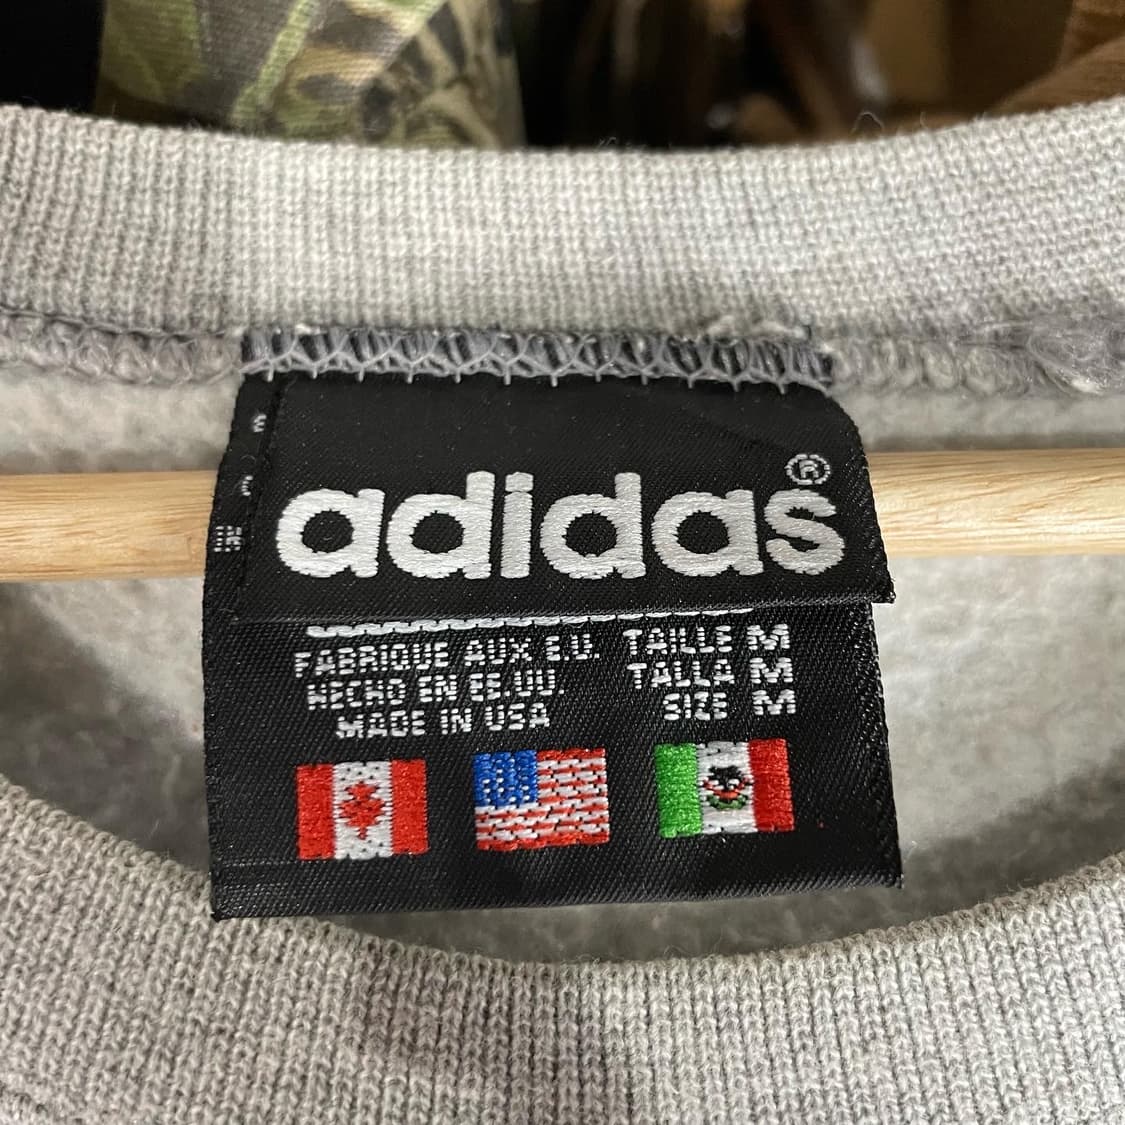 adidas®
FABRIQUE AUX E.U. TAILLE M
HECHO EN EE.UU. TALLA M
MADE IN USA SIZE M